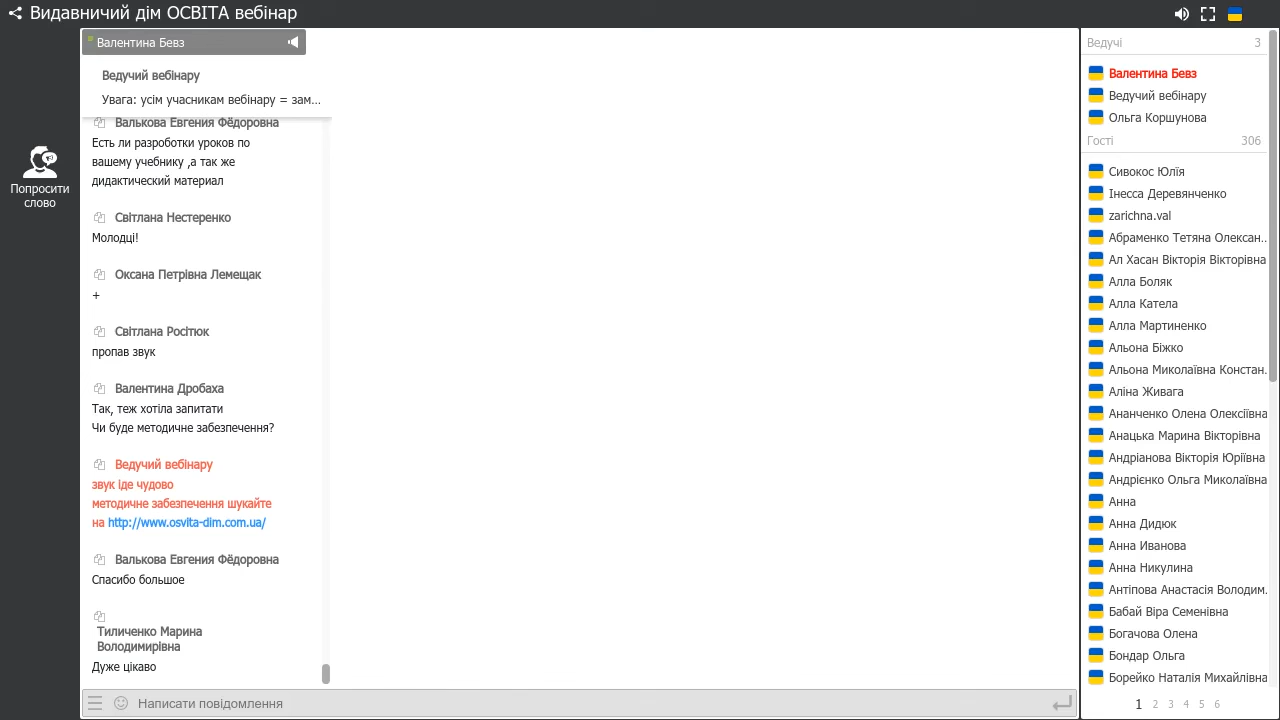 Видавничий дім ОСВІТА вебінар
Попросити
слово
Валентина Бевз
Ведучий вебінару
Увага: усім учасникам вебінару = зам...
Валькова Евгения Фёдоровна
Есть ли разроботки уроков по
вашему учебнику ,а так же
дидактический материал
Світлана Нестеренко
Молодці!
Оксана Петрівна Лемещак
+
Світлана Росітюк
пропав звук
Валентина Дробаха
Так, теж хотіла запитати
Чи буде методичне забезпечення?
Ведучий вебінару
звук іде чудово
методичне забезпечення шукайте
на http://www.osvita-dim.com.ua/
Валькова Евгения Фёдоровна
Спасибо большое
Тиличенко Марина
Володимирівна
Дуже цікаво
Написати повідомлення
Ведучі 3
Валентина Бевз
Ведучий вебінару
Ольга Коршунова
Гості 306
Сивокос Юлїя
Інесса Деревянченко
zarichna.val
Абраменко Тетяна Олексан...
Ал Хасан Вікторія Вікторівна
Алла Боляк
Алла Катела
Алла Мартиненко
Альона Біжко
Альона Миколаївна Констан.
Аліна Живага
Ананченко Олена Олексіївна
Анацька Марина Вікторівна
Андріанова Вікторія Юріївна
Андрієнко Ольга Миколаївна
Анна
Анна Дидюк
Анна Иванова
Анна Никулина
Антіпова Анастасія Володим.
Бабай Віра Семенівна
Богачова Олена
Бондар Ольга
Борейко Наталія Михайлівна
1 2 3 4 5 6